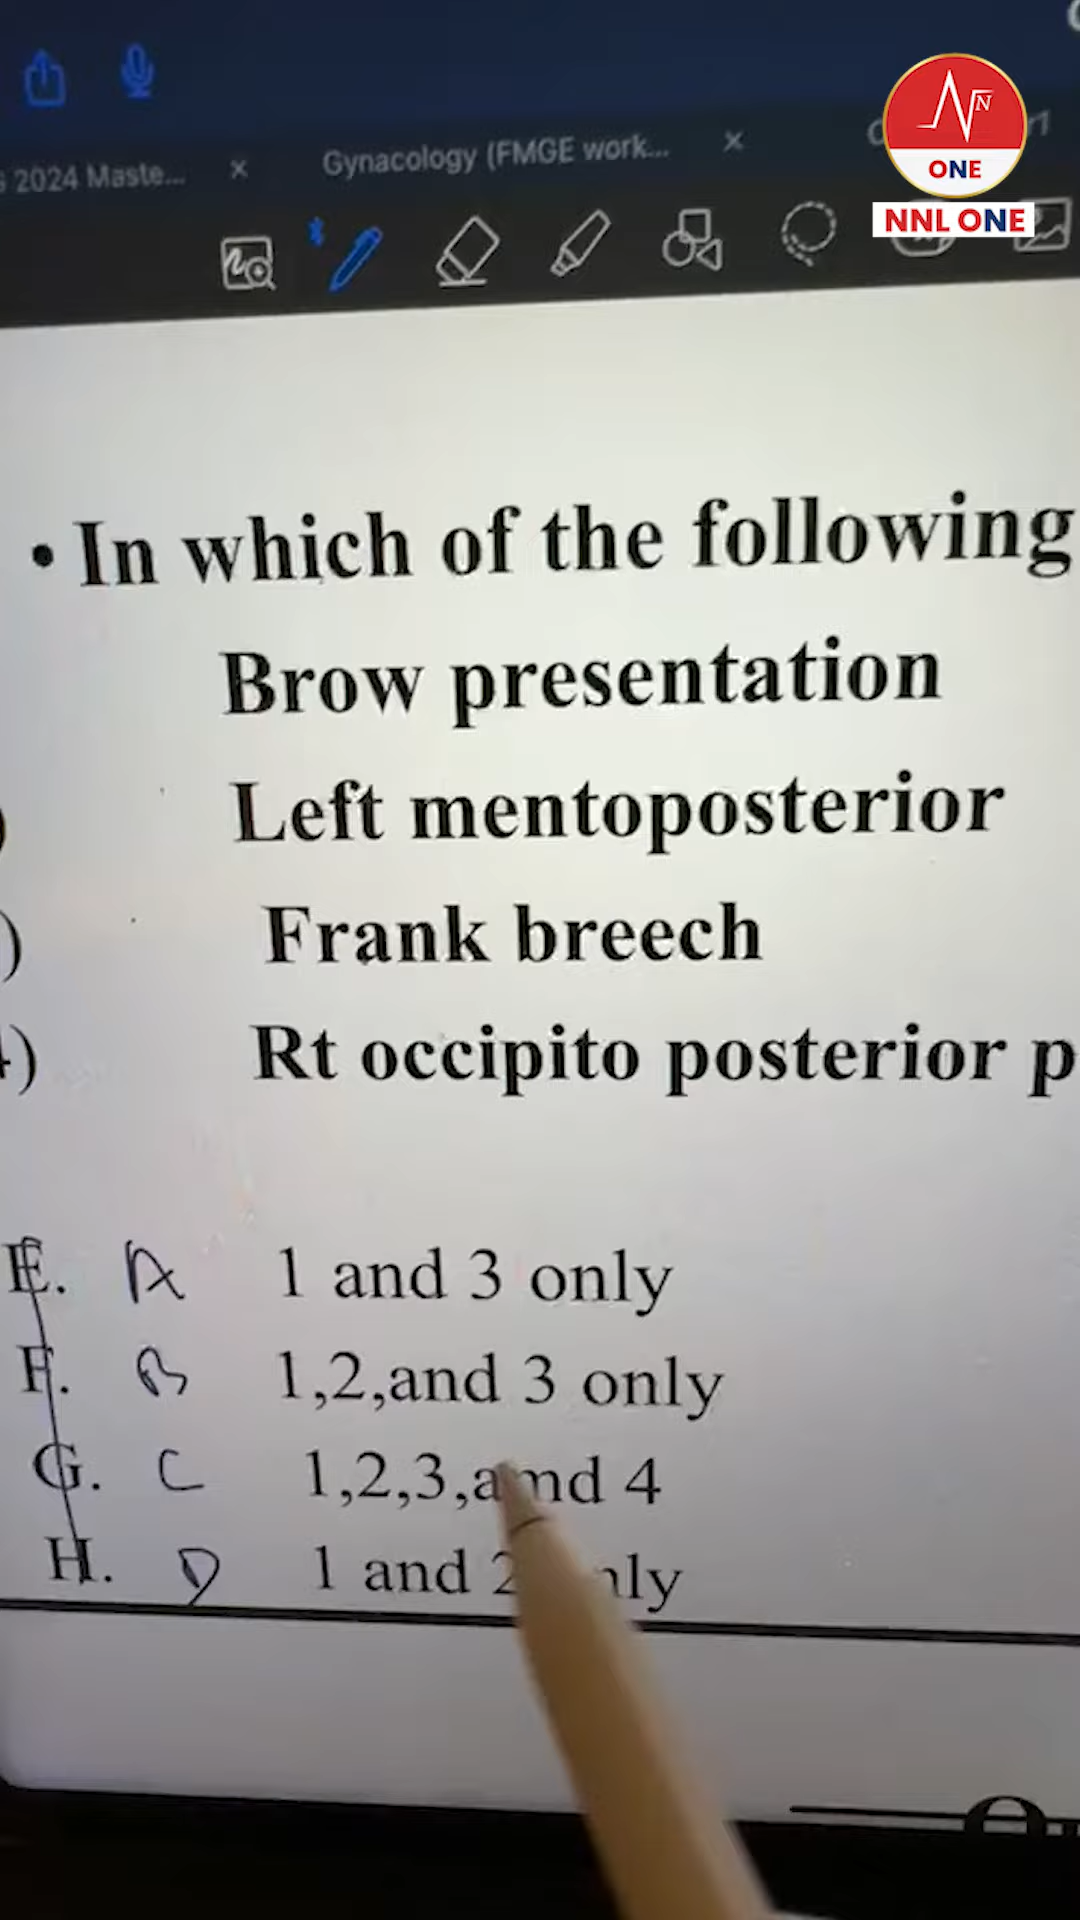 2024 Maste...
×
Gynacology (FMGE work...
×
N
ONE
NNL ONE
• In which of the following
Brow presentation
Left mentoposterior
) Frank breech
) Rt occipito posterior p
E. A 1 and 3 only
F. B 1,2,and 3 only
G. C 1,2,3,and 4
H. D 1 and 2 only